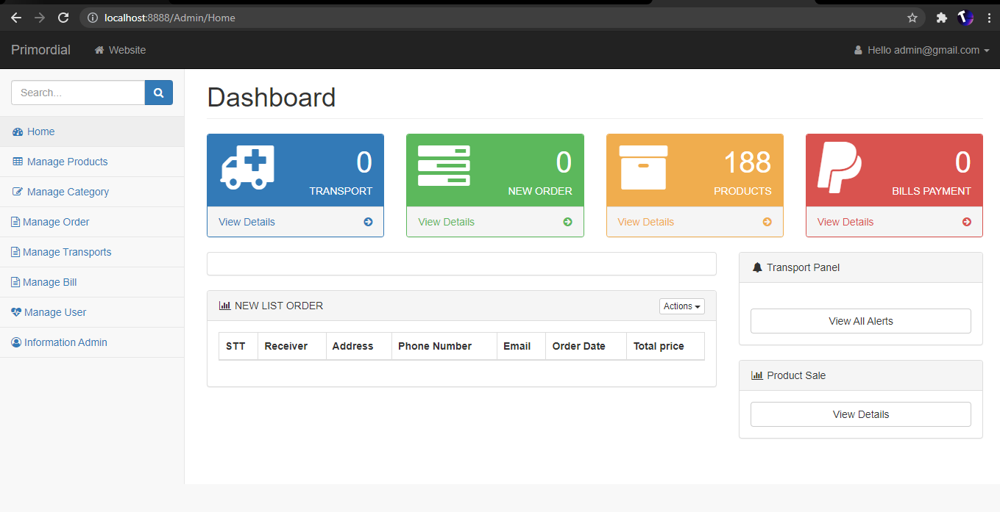 localhost:8888/Admin/Home
Primordial
Website
Hello admin@gmail.com
Search...
Home
Manage Products
Manage Category
Manage Order
Manage Transports
Manage Bill
Manage User
Information Admin
Dashboard
0
TRANSPORT
View Details
0
NEW ORDER
View Details
188
PRODUCTS
View Details
0
BILLS PAYMENT
View Details
NEW LIST ORDER
Actions
STT Receiver Address Phone Number Email Order Date Total price
Transport Panel
View All Alerts
Product Sale
View Details